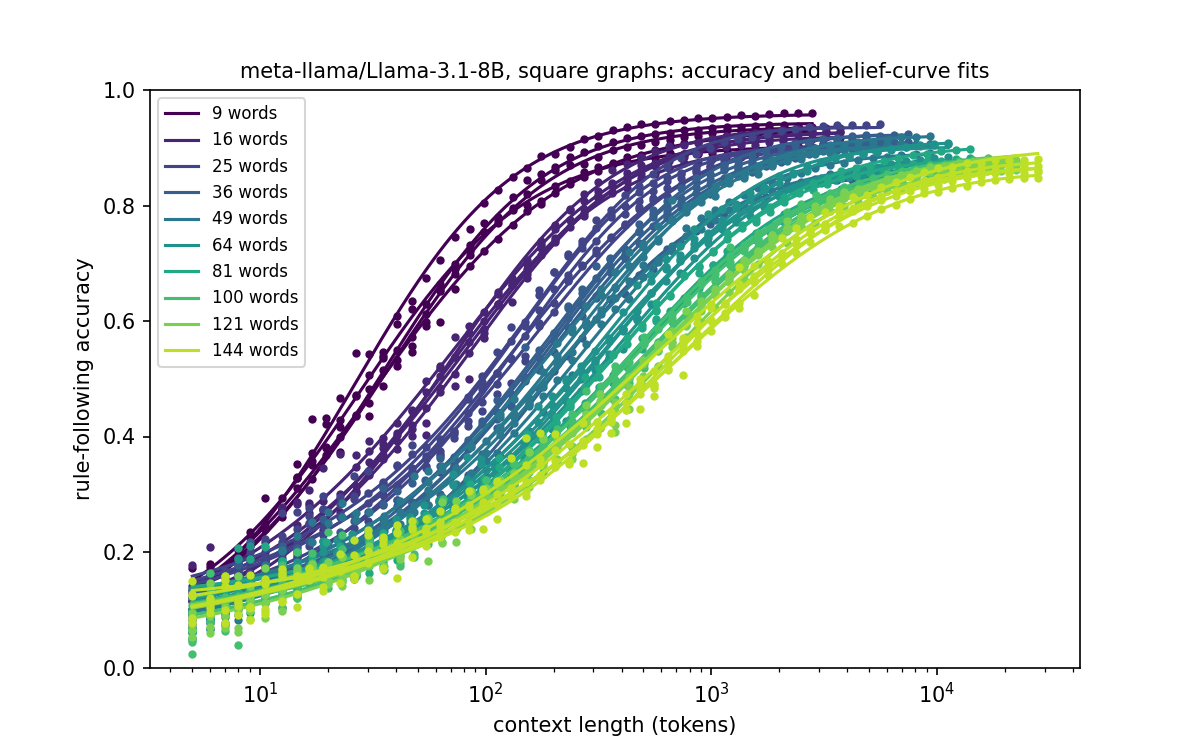 meta-llama/Llama-3.1-8B, square graphs: accuracy and belief-curve fits
1.0
0.8
0.6
0.4
0.2
0.0
rule-following accuracy
9 words
16 words
25 words
36 words
49 words
64 words
81 words
100 words
121 words
144 words
10¹
10²
10³
10⁴
context length (tokens)